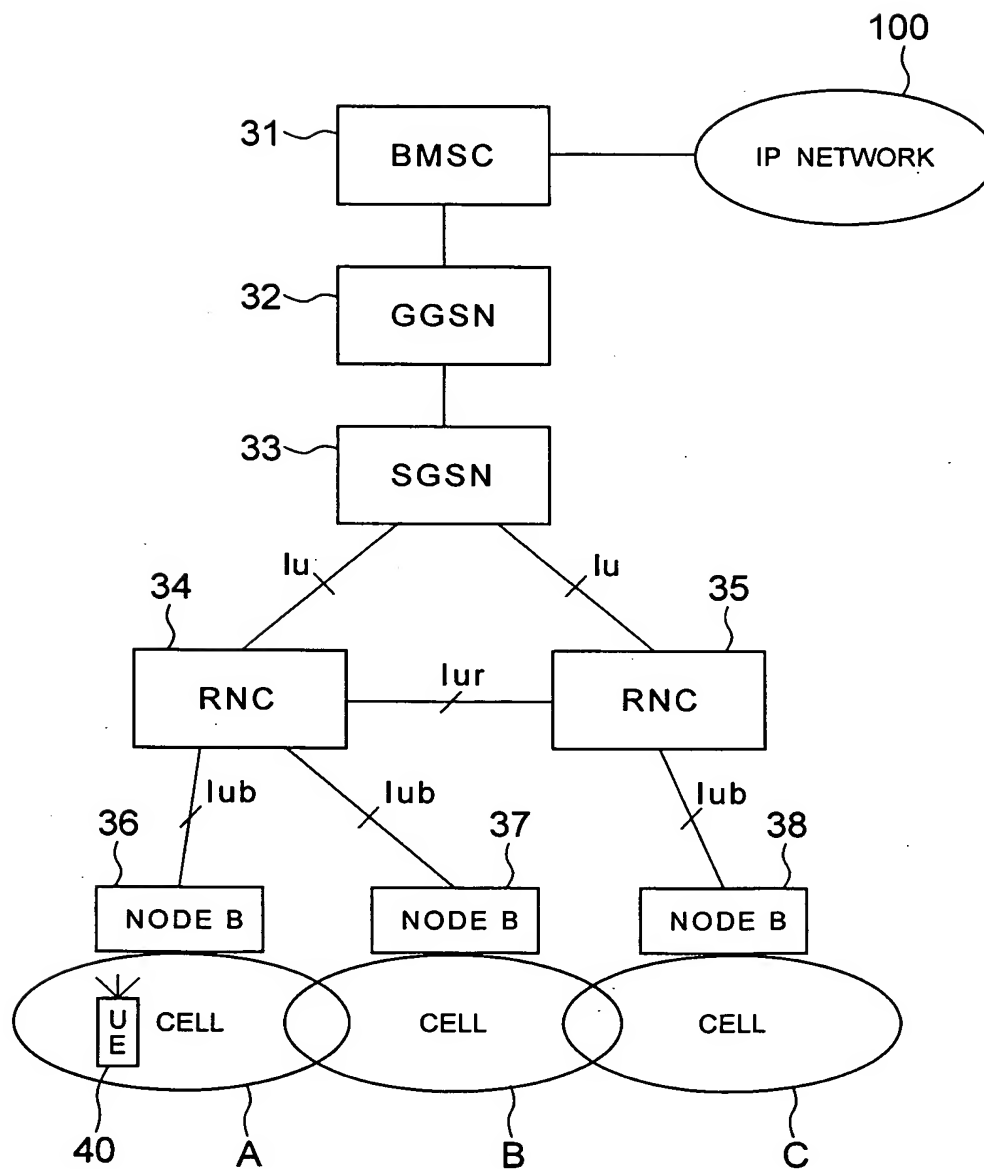 100
31
BMSC
IP NETWORK
32
GGSN
33
SGSN
Iu
Iu
34
35
RNC
Iur
RNC
Iub
Iub
Iub
36
37
38
NODE B
NODE B
NODE B
UE
CELL
CELL
CELL
40
A
B
C